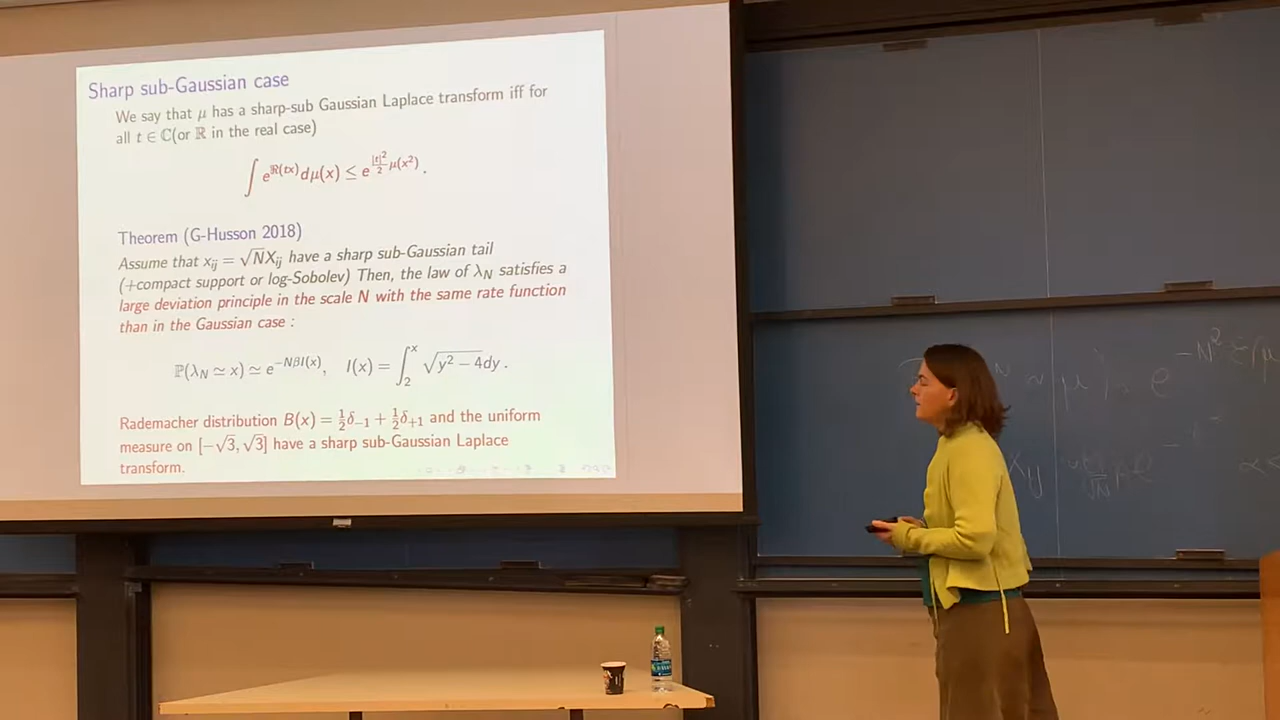 Sharp sub-Gaussian case
We say that μ has a sharp-sub Gaussian Laplace transform iff for
all t ∈ ℂ(or ℝ in the real case)
∫ e^{ℜ(tx)} dμ(x) ≤ e^{\frac{|t|^2}{2} μ(x^2)} .
Theorem (G-Husson 2018)
Assume that x_{ij} = √N X_{ij} have a sharp sub-Gaussian tail
(+compact support or log-Sobolev) Then, the law of λ_N satisfies a
large deviation principle in the scale N with the same rate function
than in the Gaussian case :
ℙ(λ_N ≃ x) ≃ e^{-NβI(x)},  I(x) = ∫_2^x √(y^2 − 4) dy .
Rademacher distribution B(x) = ½δ_{−1} + ½δ_{+1} and the uniform
measure on [−√3, √3] have a sharp sub-Gaussian Laplace
transform.